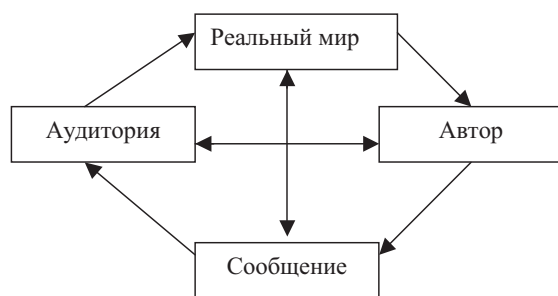 Реальный мир
Аудитория
Автор
Сообщение